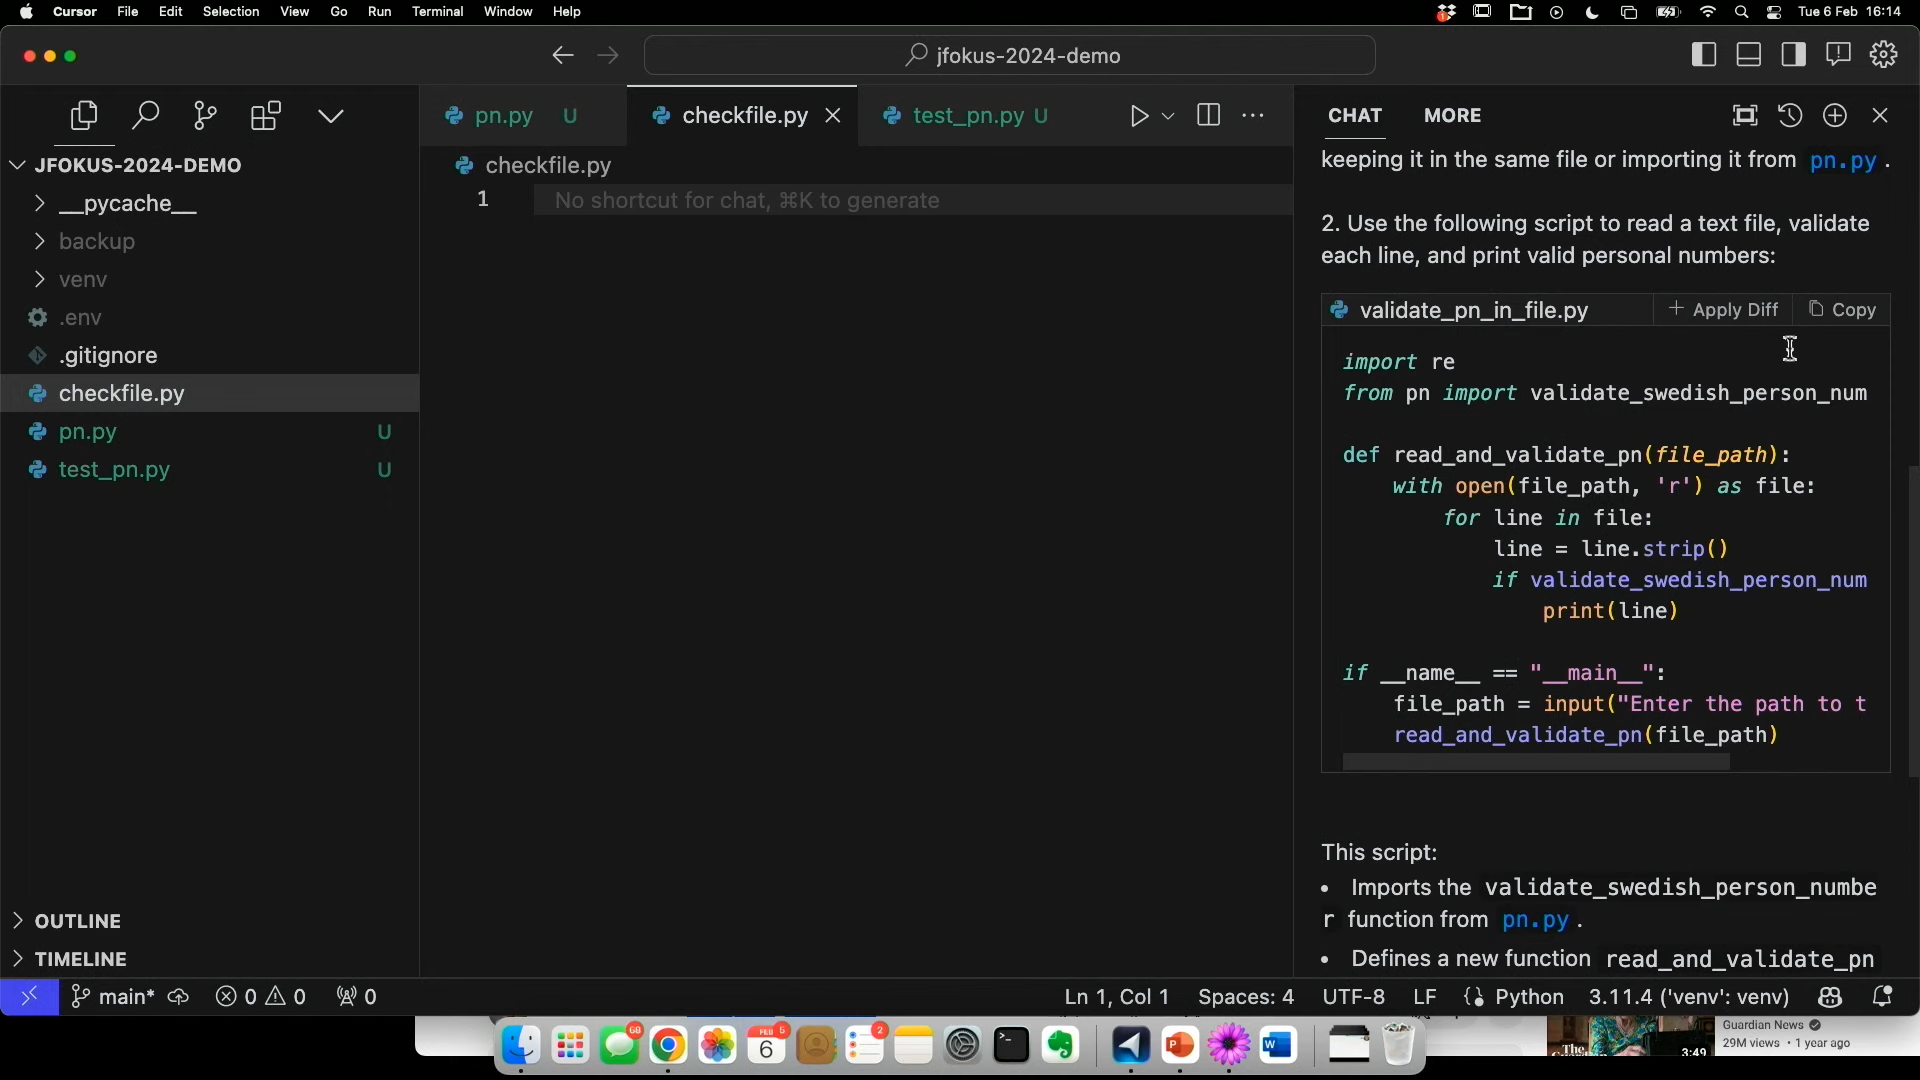 Cursor File Edit Selection View Go Run Terminal Window Help
Tue 6 Feb 16:14
jfokus-2024-demo
JFOKUS-2024-DEMO
__pycache__
backup
venv
.env
.gitignore
checkfile.py
pn.py U
test_pn.py U
OUTLINE
TIMELINE
pn.py U checkfile.py test_pn.py U
checkfile.py
1 No shortcut for chat, ⌘K to generate
CHAT MORE
keeping it in the same file or importing it from pn.py .
2. Use the following script to read a text file, validate
each line, and print valid personal numbers:
validate_pn_in_file.py + Apply Diff Copy
import re
from pn import validate_swedish_person_num
def read_and_validate_pn(file_path):
with open(file_path, 'r') as file:
for line in file:
line = line.strip()
if validate_swedish_person_num
print(line)
if __name__ == "__main__":
file_path = input("Enter the path to t
read_and_validate_pn(file_path)
This script:
• Imports the validate_swedish_person_numbe
r function from pn.py .
• Defines a new function read_and_validate_pn
main* 0 0 0
Ln 1, Col 1 Spaces: 4 UTF-8 LF Python 3.11.4 ('venv': venv)
68
FEB 5
6
2
P
W
The
3:49
Guardian News
29M views • 1 year ago